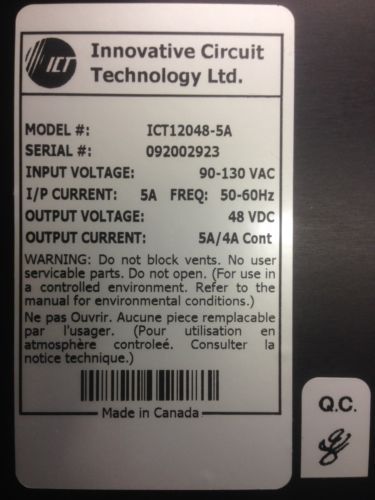 ICT
Innovative Circuit
Technology Ltd.
MODEL #: ICT12048-5A
SERIAL #: 092002923
INPUT VOLTAGE: 90-130 VAC
I/P CURRENT: 5A FREQ: 50-60Hz
OUTPUT VOLTAGE: 48 VDC
OUTPUT CURRENT: 5A/4A Cont
WARNING: Do not block vents. No user
servicable parts. Do not open. (For use in
a controlled environment. Refer to the
manual for environmental conditions.)
Ne pas Ouvrir. Aucune piece remplacable
par l'usager. (Pour utilisation en
atmosphère controleé. Consulter la
notice technique.)
Made in Canada
Q.C.